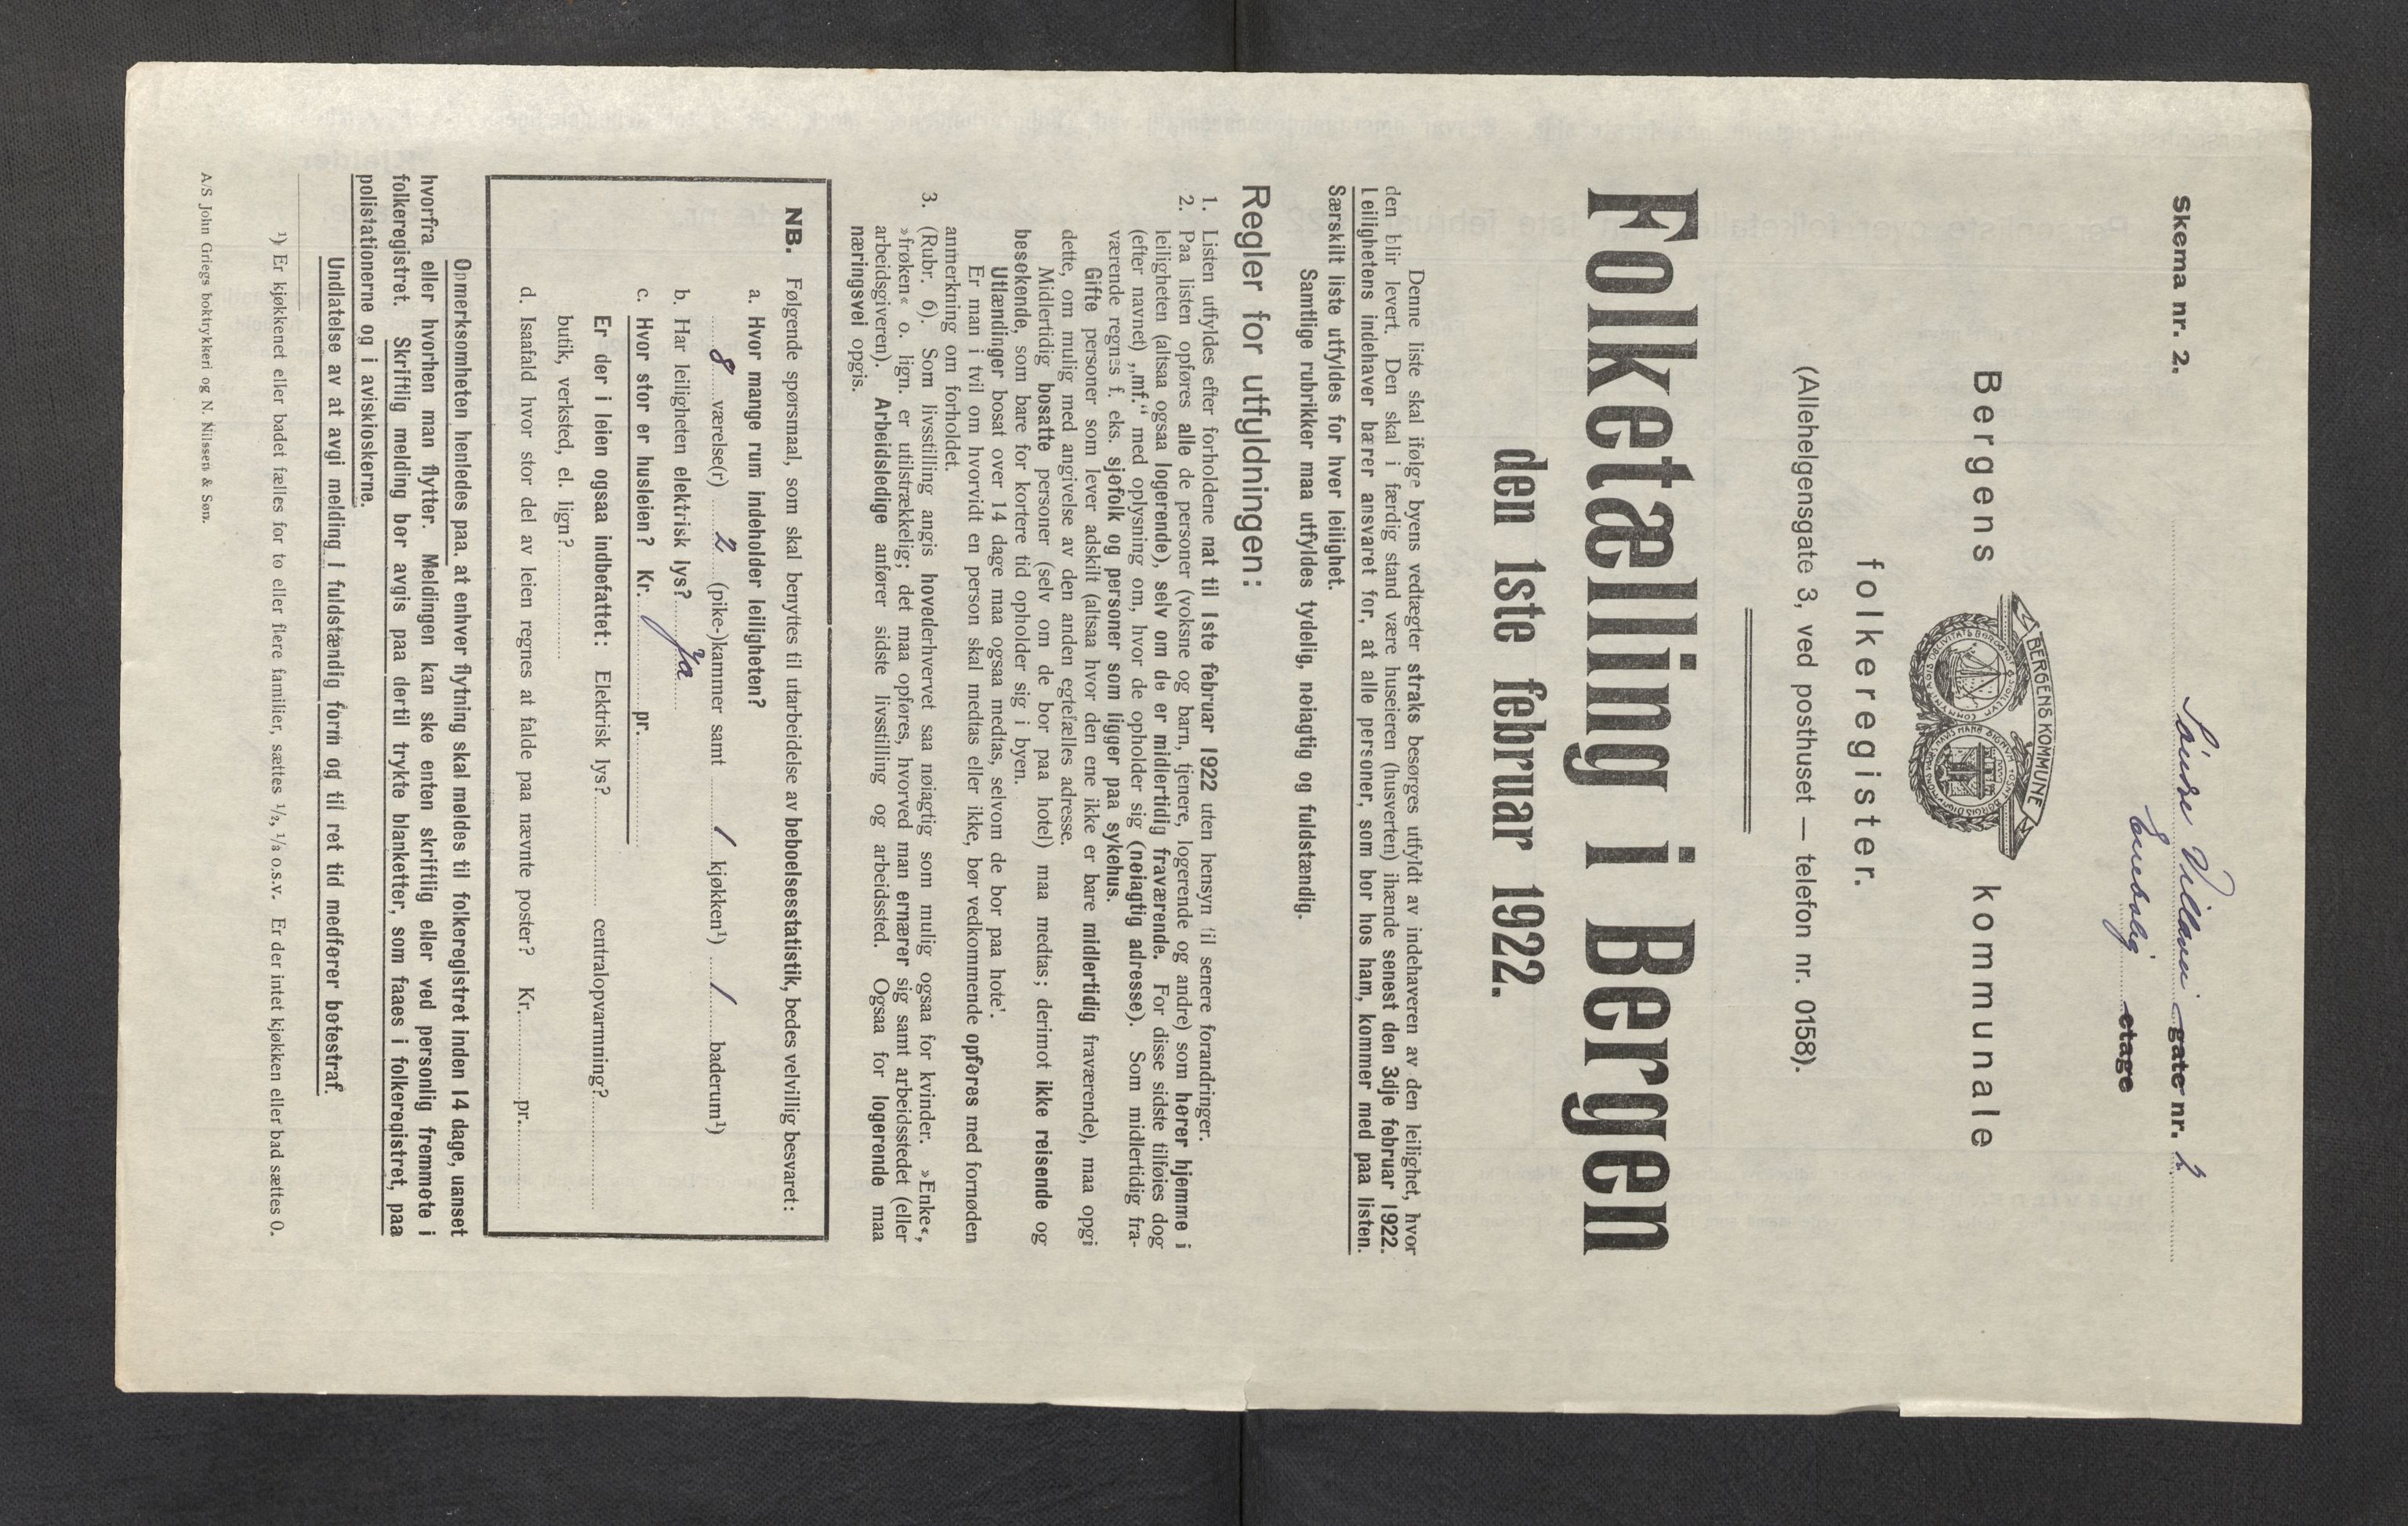 Skema nr. 2.
Søndre Villavei gate nr. 2
Enebolig etage
BERGENS KOMMUNE
Bergens kommunale
folkeregister.
(Allehelgensgate 3, ved posthuset — telefon nr. 0158).
Folketælling i Bergen
den 1ste februar 1922.
Denne liste skal ifølge byens vedtægter straks besørges utfyldt av indehaveren av den leilighet, hvor
den blir levert. Den skal i færdig stand være huseieren (husverten) ihænde senest den 3dje februar 1922.
Leilighetens indehaver bærer ansvaret for, at alle personer, som bor hos ham, kommer med paa listen.
Særskilt liste utfyldes for hver leilighet.
Samtlige rubrikker maa utfyldes tydelig, nøiagtig og fuldstændig.
Regler for utfyldningen:
1. Listen utfyldes efter forholdene nat til 1ste februar 1922 uten hensyn til senere forandringer.
2. Paa listen opføres alle de personer (voksne og barn, tjenere, logerende og andre) som hører hjemme i
leiligheten (altsaa ogsaa logerende), selv om de er midlertidig fraværende. For disse sidste tilføies dog
(efter navnet) „mf.“ med oplysning om, hvor de opholder sig (nøiagtig adresse). Som midlertidig fra-
værende regnes f. eks. sjøfolk og personer som ligger paa sykehus.
Gifte personer som lever adskilt (altsaa hvor den ene ikke er bare midlertidig fraværende), maa opgi
dette, om mulig med angivelse av den anden egtefælles adresse.
Midlertidig bosatte personer (selv om de bor paa hotel) maa medtas; derimot ikke reisende og
besøkende, som bare for kortere tid opholder sig i byen.
Utlændinger bosat over 14 dage maa ogsaa medtas, selvom de bor paa hotel.
Er man i tvil om hvorvidt en person skal medtas eller ikke, bør vedkommende opføres med fornøden
anmerkning om forholdet.
3. (Rubr. 6). Som livsstilling angis hovederhvervet saa nøiagtig som mulig ogsaa for kvinder. »Enke«,
»frøken« o. lign. er utilstrækkelig; det maa opføres, hvorved man ernærer sig samt arbeidsstedet (eller
arbeidsgiveren). Arbeidsledige anfører sidste livsstilling og arbeidssted. Ogsaa for logerende maa
næringsvei opgis.
NB. Følgende spørsmaal, som skal benyttes til utarbeidelse av beboelsesstatistik, bedes velvillig besvaret:
a. Hvor mange rum indeholder leiligheten?
8 værelse(r) 2 (pike-)kammer samt 1 kjøkken¹) 1 baderum¹)
b. Har leiligheten elektrisk lys? Ja
c. Hvor stor er husleien? Kr. pr.
Er der i leien ogsaa indbefattet: Elektrisk lys? centralopvarmning?
butik, verksted, el. lign?
d. Isaafald hvor stor del av leien regnes at falde paa nævnte poster? Kr. pr.
Opmerksomheten henledes paa, at enhver flytning skal meldes til folkeregistret inden 14 dage, uanset
hvorfra eller hvorhen man flytter. Meldingen kan ske enten skriftlig eller ved personlig fremmøte i
folkeregistret. Skriftlig melding bør avgis paa dertil trykte blanketter, som faaes i folkeregistret, paa
polistationerne og i aviskioskerne.
Undlatelse av at avgi melding i fuldstændig form og til ret tid medfører bøtestraf.
¹) Er kjøkkenet eller badet fælles for to eller flere familier, sættes ¹/₂, ¹/₃ o.s.v. Er der intet kjøkken eller bad sættes 0.
A/S John Griegs boktrykkeri og N. Nilssen & Søn.